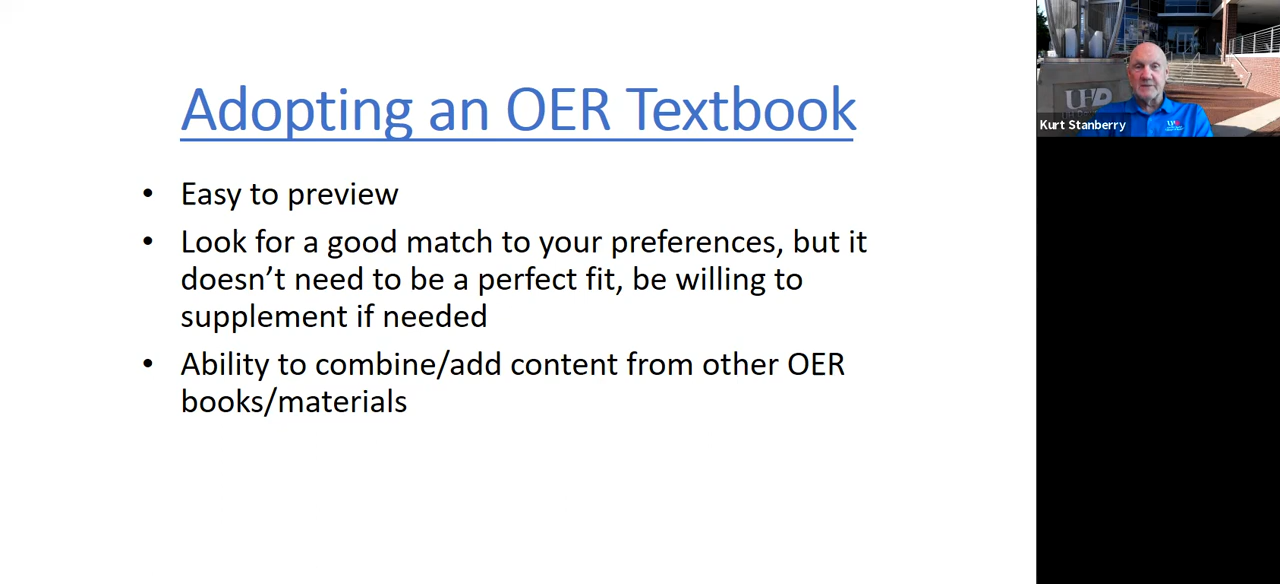 Adopting an OER Textbook
• Easy to preview
• Look for a good match to your preferences, but it
doesn't need to be a perfect fit, be willing to
supplement if needed
• Ability to combine/add content from other OER
books/materials
UHD
Kurt Stanberry